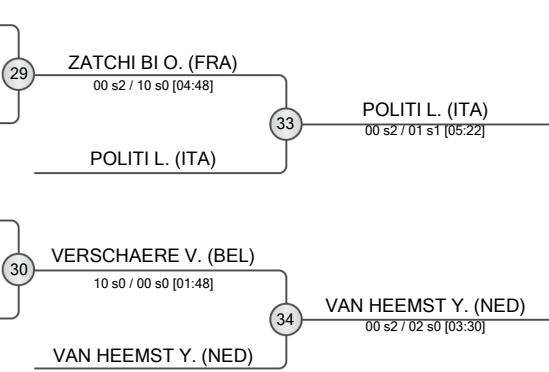 ZATCHI BI O. (FRA)
29
00 s2 / 10 s0 [04:48]
POLITI L. (ITA)
33
00 s2 / 01 s1 [05:22]
POLITI L. (ITA)
VERSCHAERE V. (BEL)
30
10 s0 / 00 s0 [01:48]
VAN HEEMST Y. (NED)
34
00 s2 / 02 s0 [03:30]
VAN HEEMST Y. (NED)